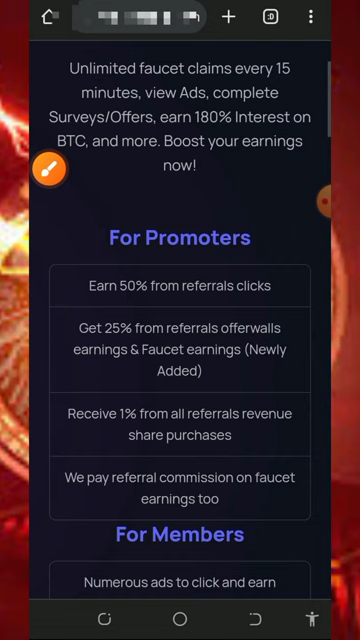 :D
Unlimited faucet claims every 15
minutes, view Ads, complete
Surveys/Offers, earn 180% Interest on
BTC, and more. Boost your earnings
now!
For Promoters
Earn 50% from referrals clicks
Get 25% from referrals offerwalls
earnings & Faucet earnings (Newly
Added)
Receive 1% from all referrals revenue
share purchases
We pay referral commission on faucet
earnings too
For Members
Numerous ads to click and earn